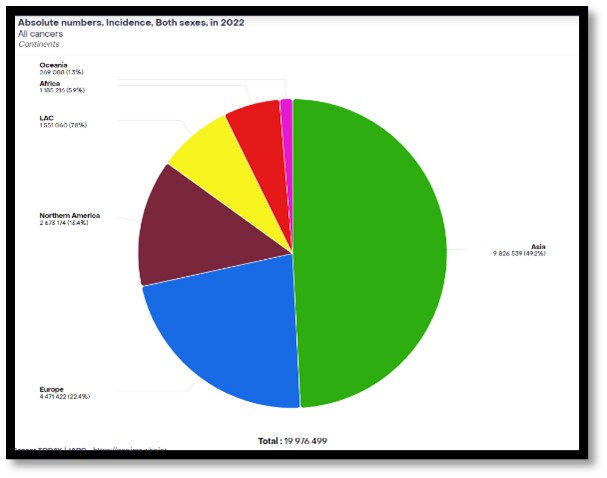 Absolute numbers, Incidence, Both sexes, in 2022
All cancers
Continents
Oceania
269 088 (1.3%)
Africa
1 185 216 (5.9%)
LAC
1 551 060 (7.8%)
Northern America
2 673 174 (13.4%)
Asia
9 826 539 (49.2%)
Europe
4 471 422 (22.4%)
Total : 19 976 499
TODAY | IARC